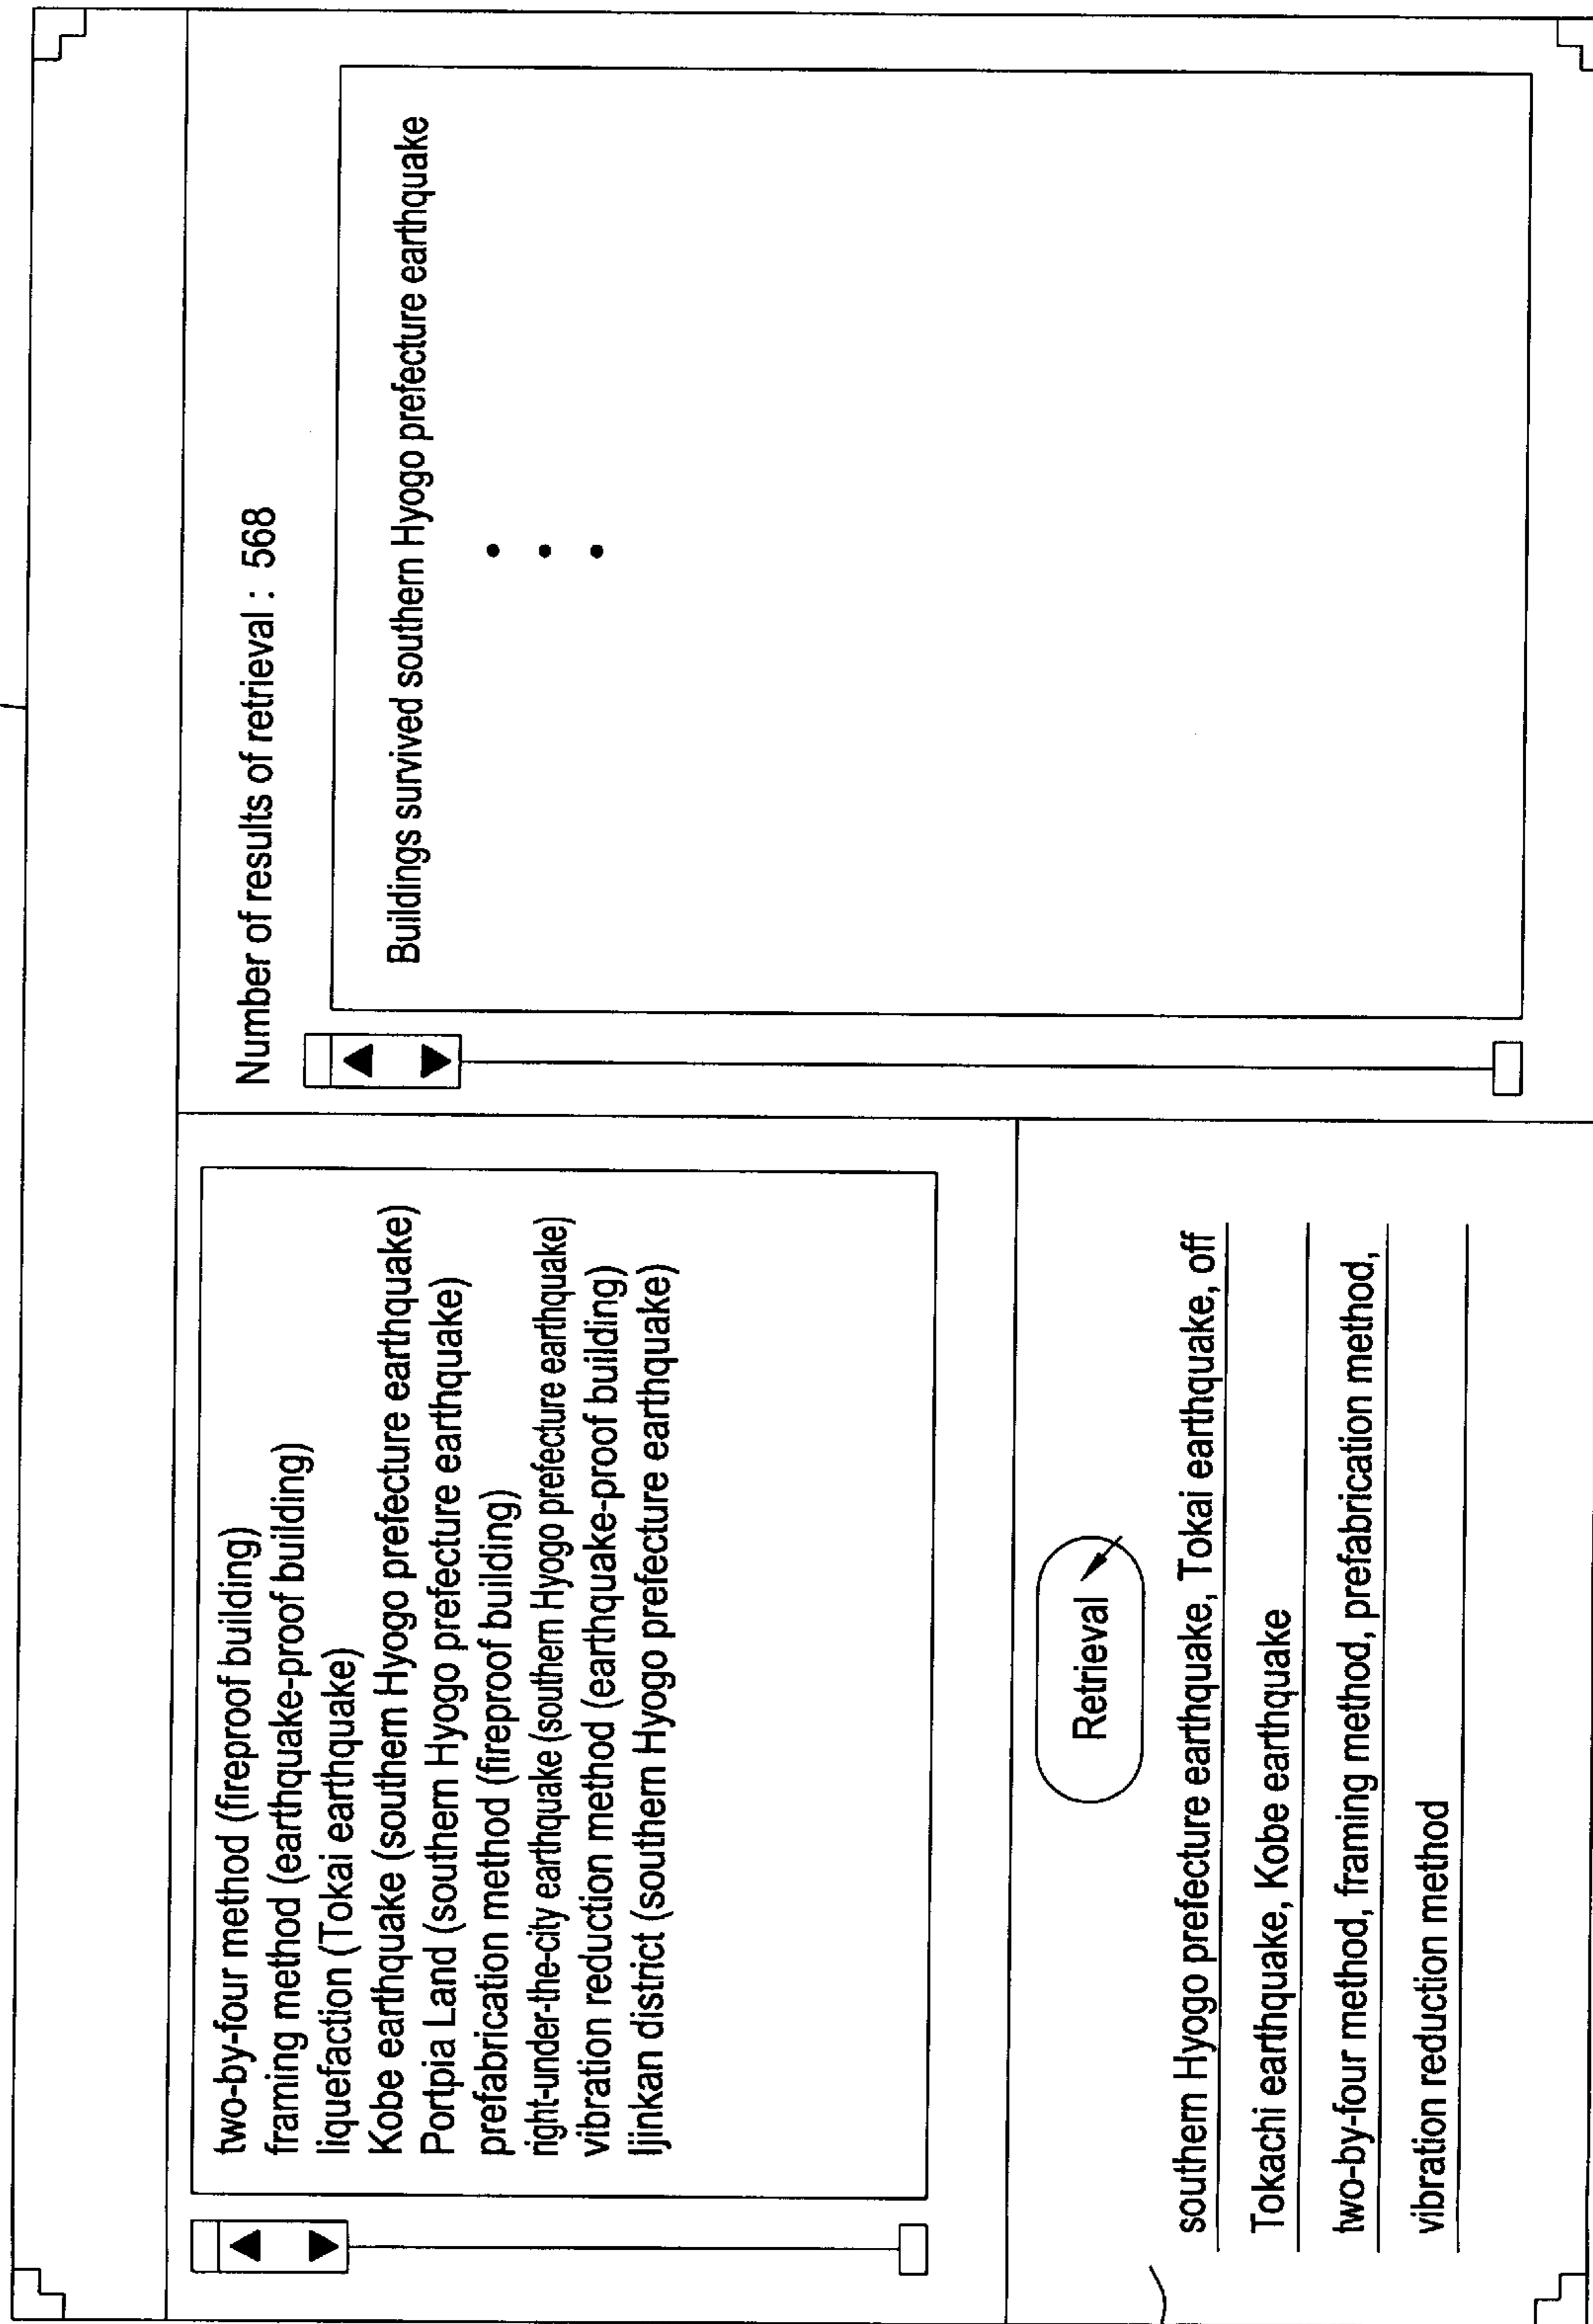 two-by-four method (fireproof building)
framing method (earthquake-proof building)
liquefaction (Tokai earthquake)
Kobe earthquake (southern Hyogo prefecture earthquake)
Portpia Land (southern Hyogo prefecture earthquake)
prefabrication method (fireproof building)
right-under-the-city earthquake (southern Hyogo prefecture earthquake)
vibration reduction method (earthquake-proof building)
Ijinkan district (southern Hyogo prefecture earthquake)
Retrieval
southern Hyogo prefecture earthquake, Tokai earthquake, off
Tokachi earthquake, Kobe earthquake
two-by-four method, framing method, prefabrication method,
vibration reduction method
Number of results of retrieval : 568
Buildings survived southern Hyogo prefecture earthquake